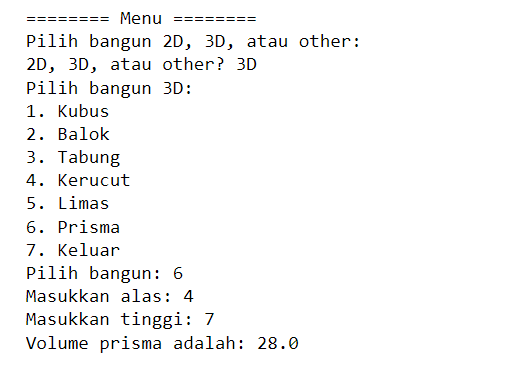 ======== Menu ========
Pilih bangun 2D, 3D, atau other:
2D, 3D, atau other? 3D
Pilih bangun 3D:
1. Kubus
2. Balok
3. Tabung
4. Kerucut
5. Limas
6. Prisma
7. Keluar
Pilih bangun: 6
Masukkan alas: 4
Masukkan tinggi: 7
Volume prisma adalah: 28.0